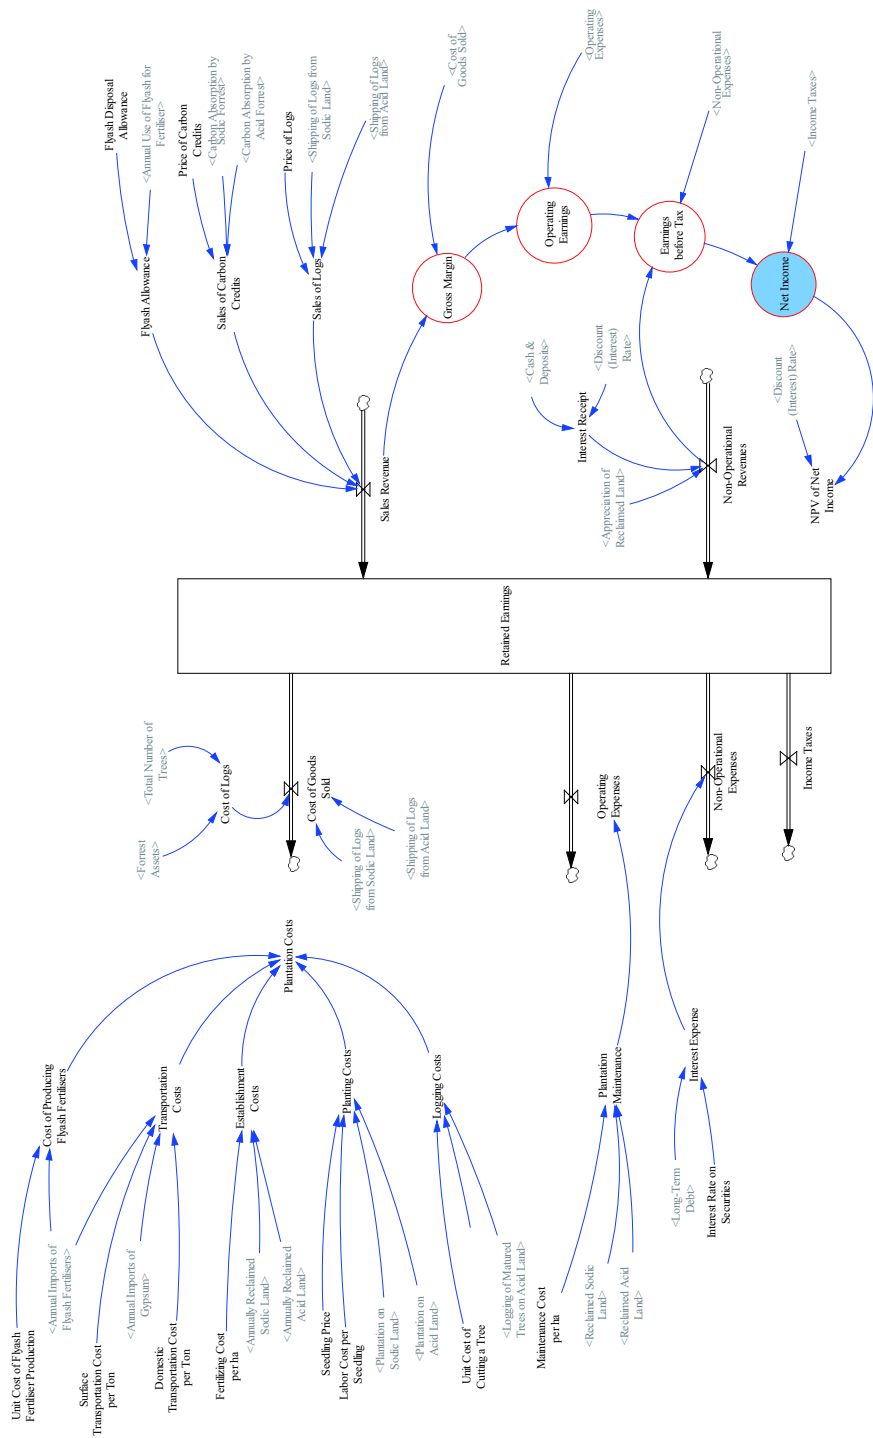 Unit Cost of Flyash
Fertiliser Production
<Annual Imports of
Flyash Fertilisers>
Surface
Transportation Cost
per Ton
<Annual Imports of
Gypsum>
Domestic
Transportation Cost
per Ton
Fertilizing Cost
per ha
<Annually Reclaimed
Sodic Land>
<Annually Reclaimed
Acid Land>
Seedling Price
Labor Cost per
Seedling
<Plantation on
Sodic Land>
<Plantation on
Acid Land>
Unit Cost of
Cutting a Tree
<Logging of Matured
Trees on Acid Land>
Maintenance Cost
per ha
<Reclaimed Sodic
Land>
<Reclaimed Acid
Land>
<Long-Term
Debt>
Interest Rate on
Securities
Cost of Producing
Flyash Fertilisers
Transportation
Costs
Establishment
Costs
Planting Costs
Logging Costs
Plantation
Maintenance
Interest Expense
Plantation Costs
<Forrest
Assets>
<Total Number of
Trees>
Cost of Logs
Cost of Goods
Sold
<Shipping of Logs
from Sodic Land>
<Shipping of Logs
from Acid Land>
Operating
Expenses
Non-Operational
Expenses
Income Taxes
Retained Earnings
Sales Revenue
<Appreciation of
Reclaimed Land>
Interest Receipt
<Cash &
Deposits>
<Discount
(Interest)
Rate>
Non-Operational
Revenues
NPV of Net
Income
<Discount
(Interest) Rate>
Flyash Allowance
Sales of Carbon
Credits
Sales of Logs
Gross Margin
Operating
Earnings
Earnings
before Tax
Net Income
Flyash Disposal
Allowance
<Annual Use of Flyash for
Fertiliser>
Price of Carbon
Credits
<Carbon Absorption by
Sodic Forrest>
<Carbon Absorption by
Acid Forrest>
Price of Logs
<Shipping of Logs from
Sodic Land>
<Shipping of Logs
from Acid Land>
<Cost of
Goods Sold>
<Operating
Expenses>
<Non-Operational
Expenses>
<Income Taxes>